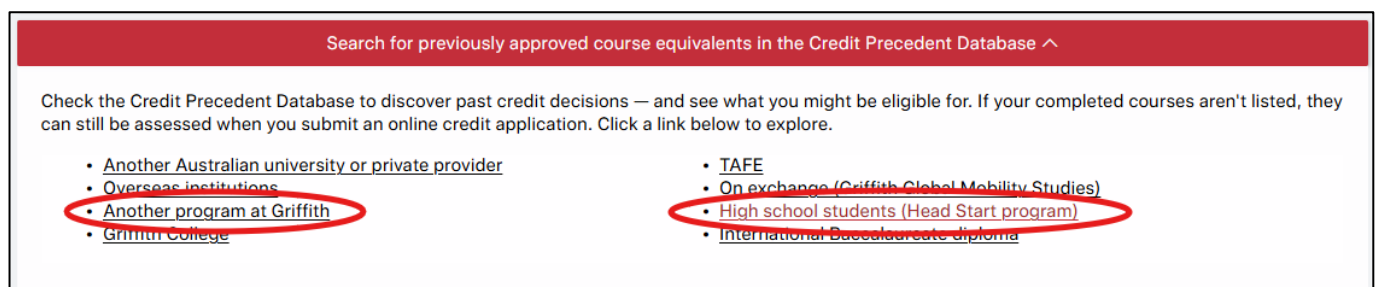 Search for previously approved course equivalents in the Credit Precedent Database
Check the Credit Precedent Database to discover past credit decisions — and see what you might be eligible for. If your completed courses aren't listed, they
can still be assessed when you submit an online credit application. Click a link below to explore.
• Another Australian university or private provider
• Overseas institutions
• Another program at Griffith
• Griffith College
• TAFE
• On exchange (Griffith Global Mobility Studies)
• High school students (Head Start program)
• International Baccalaureate diploma